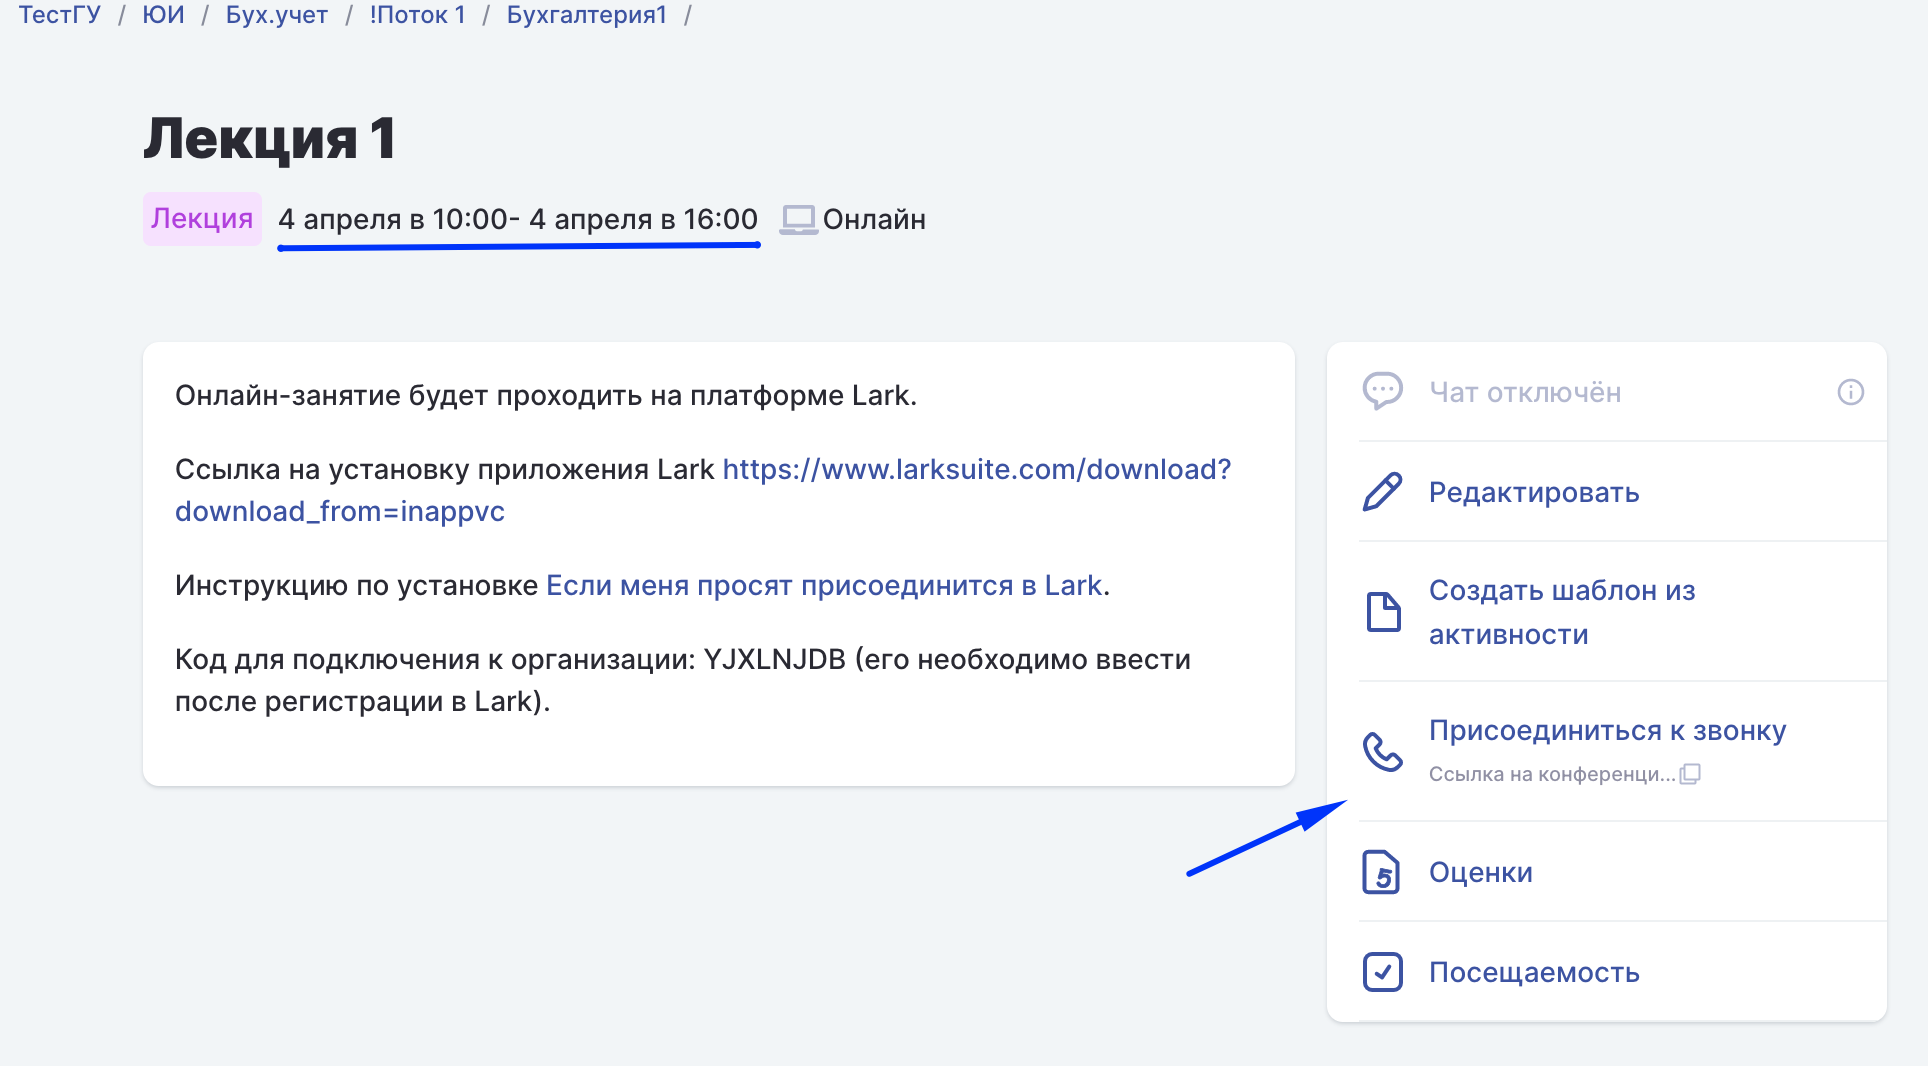 ТестГУ / ЮИ / Бух.учет / !Поток 1 / Бухгалтерия1 /
Лекция 1
Лекция 4 апреля в 10:00- 4 апреля в 16:00 Онлайн
Онлайн-занятие будет проходить на платформе Lark.
Ссылка на установку приложения Lark https://www.larksuite.com/download?
download_from=inappvc
Инструкцию по установке Если меня просят присоединится в Lark.
Код для подключения к организации: YJXLNJDB (его необходимо ввести
после регистрации в Lark).
Чат отключён
Редактировать
Создать шаблон из
активности
Присоединиться к звонку
Ссылка на конференци...
5 Оценки
Посещаемость